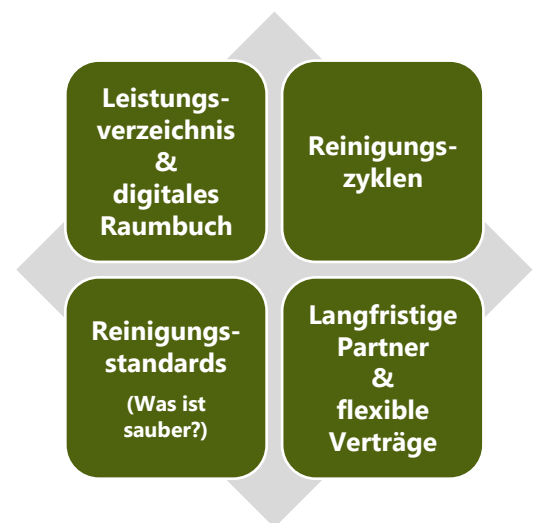 Leistungs-
verzeichnis
&
digitales
Raumbuch
Reinigungs-
zyklen
Reinigungs-
standards
(Was ist
sauber?)
Langfristige
Partner
&
flexible
Verträge